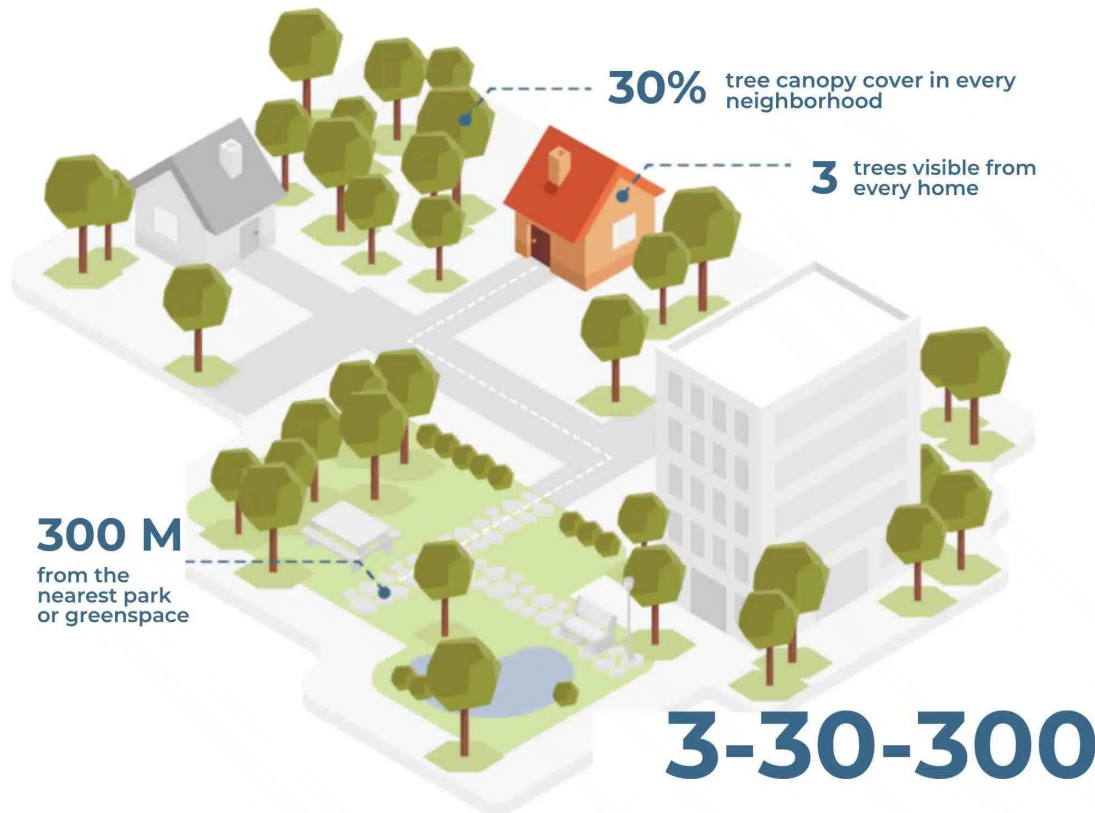 30%
tree canopy cover in every
neighborhood
3
trees visible from
every home
300 M
from the
nearest park
or greenspace
3-30-300